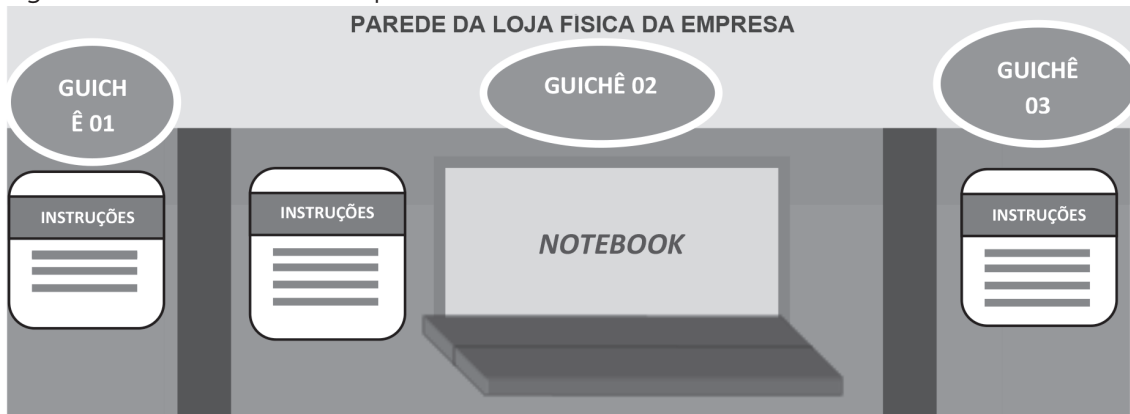 PAREDE DA LOJA FISICA DA EMPRESA
GUICH
Ê 01
GUICHÊ 02
GUICHÊ
03
INSTRUÇÕES
INSTRUÇÕES
NOTEBOOK
INSTRUÇÕES